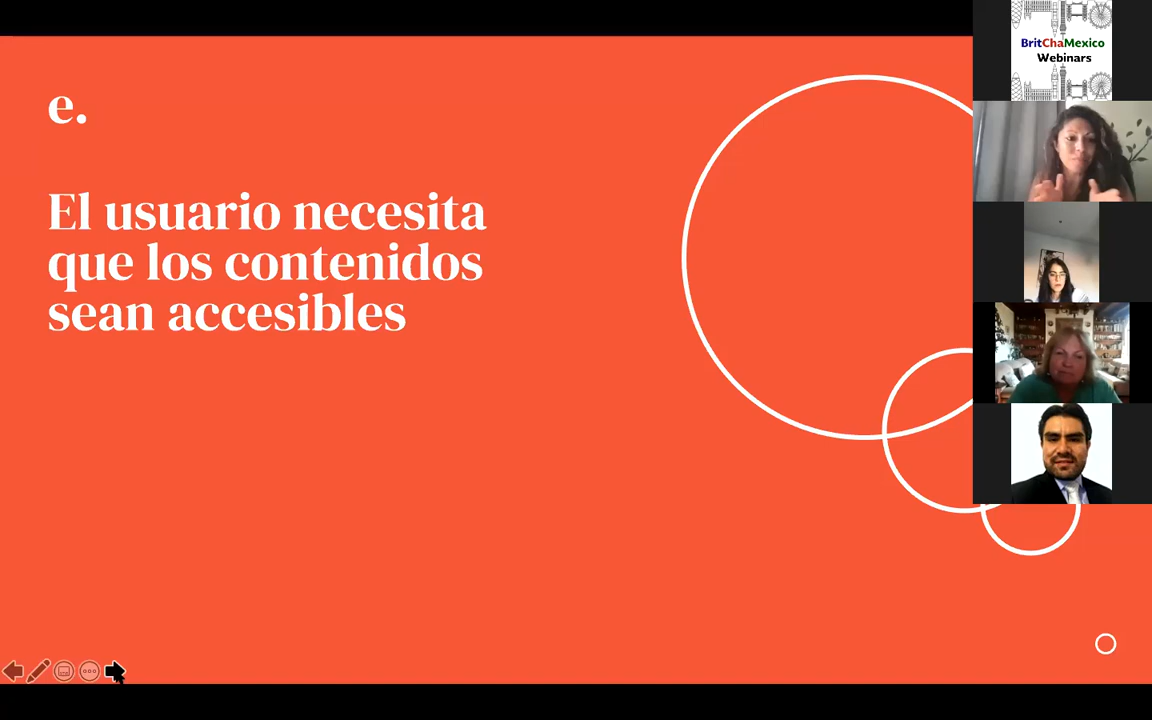 e.
El usuario necesita
que los contenidos
sean accesibles
BritChaMexico
Webinars